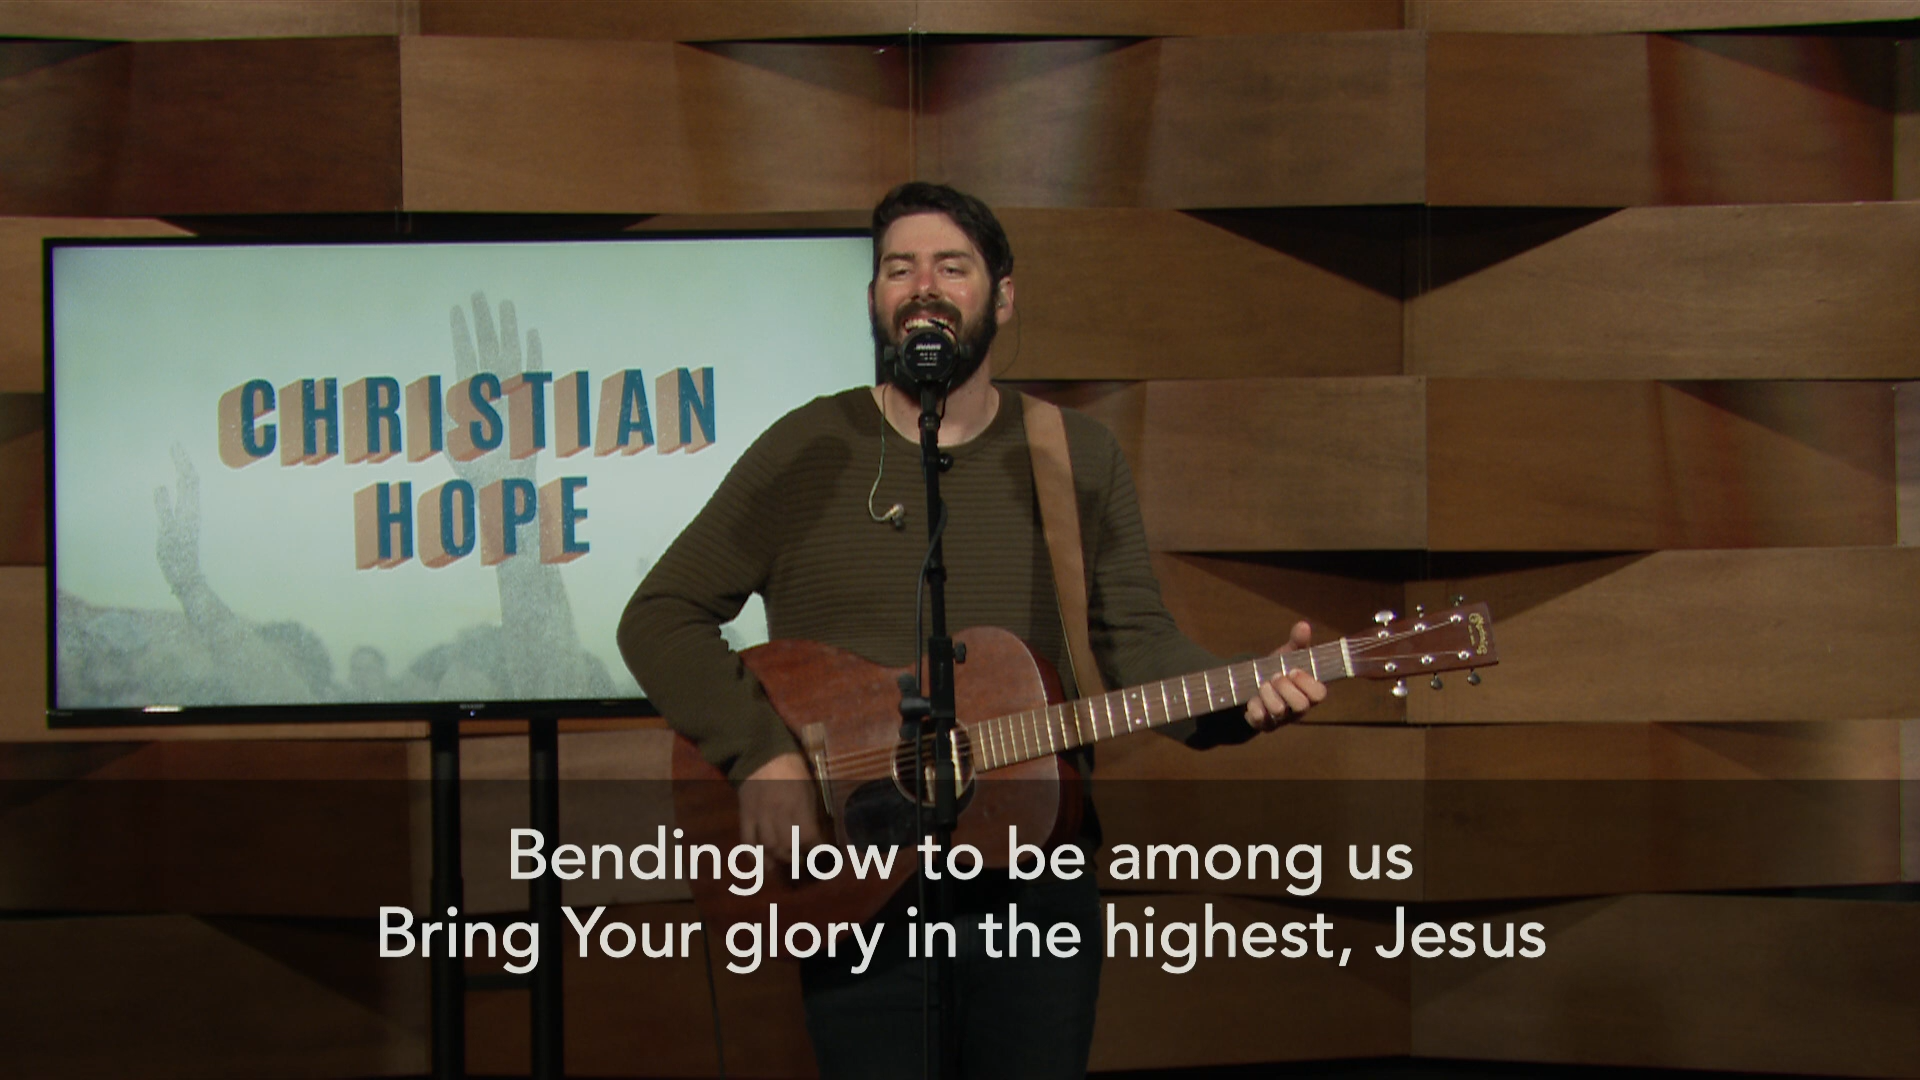 CHRISTIAN
HOPE
Bending low to be among us
Bring Your glory in the highest, Jesus